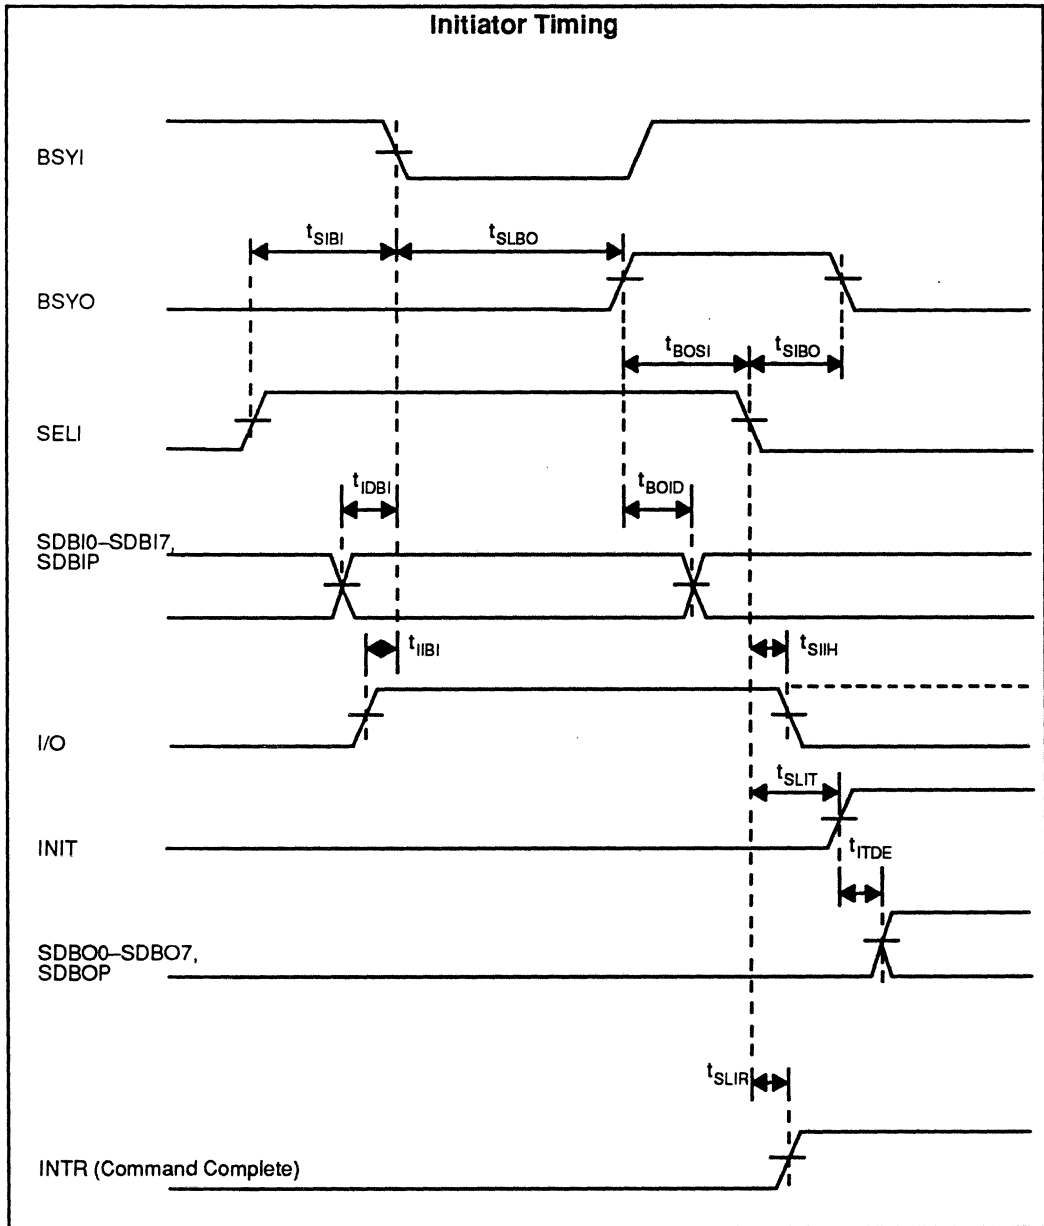 Initiator Timing
BSYI
tSIBI
tSLBO
BSYO
tBOSI
tSIBO
SELI
tIDBI
tBOID
SDBI0–SDBI7,
SDBIP
tIIBI
tSIIH
I/O
tSLIT
INIT
tITDE
SDBO0–SDBO7,
SDBOP
tSLIR
INTR (Command Complete)